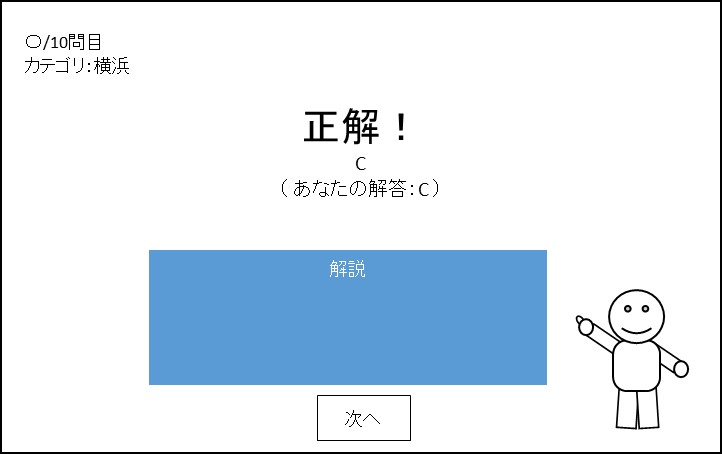 〇/10問目
カテゴリ：横浜
正解！
C
（あなたの解答：C）
解説
次へ